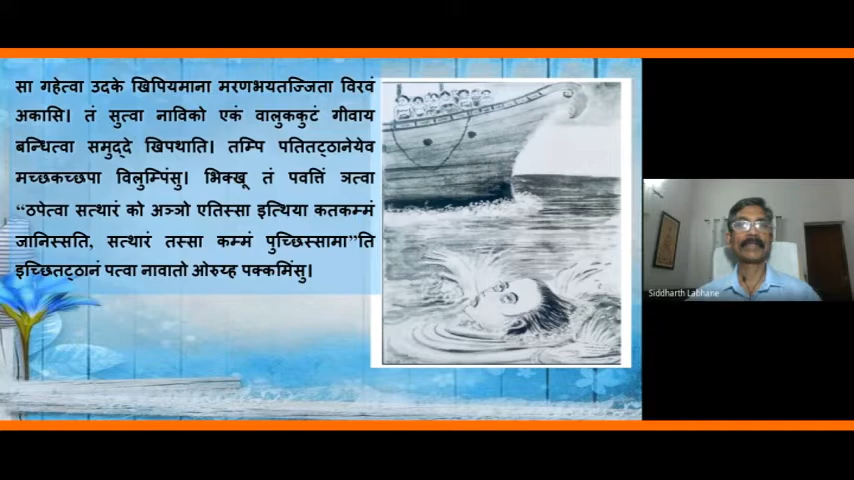 सा गहेत्वा उदके खिपियमाना मरणभयतज्जिता विरवं
अकासि। तं सुत्वा नाविको एकं वालुककुटं गीवाय
बन्धित्वा समुद्दे खिपथाति। तम्पि पतितट्ठानेयेव
मच्छकच्छपा विलुम्पिंसु। भिक्खू तं पवत्तिं ञत्वा
“ठपेत्वा सत्थारं को अञ्ञो एतिस्सा इत्थिया कतकम्मं
जानिस्सति, सत्थारं तस्सा कम्मं पुच्छिस्सामा”ति
इच्छितट्ठानं पत्वा नावातो ओरुय्ह पक्कमिंसु।
Siddharth Labhane